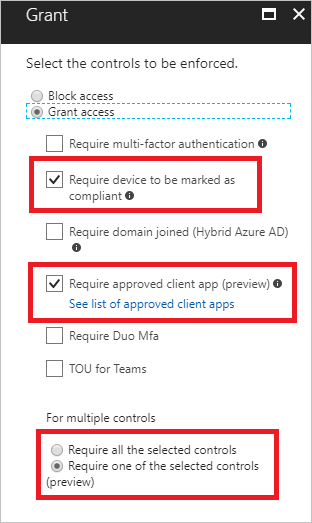 Grant
Select the controls to be enforced.
Block access
Grant access
Require multi-factor authentication
Require device to be marked as
compliant
Require domain joined (Hybrid Azure AD)
Require approved client app (preview)
See list of approved client apps
Require Duo Mfa
TOU for Teams
For multiple controls
Require all the selected controls
Require one of the selected controls
(preview)